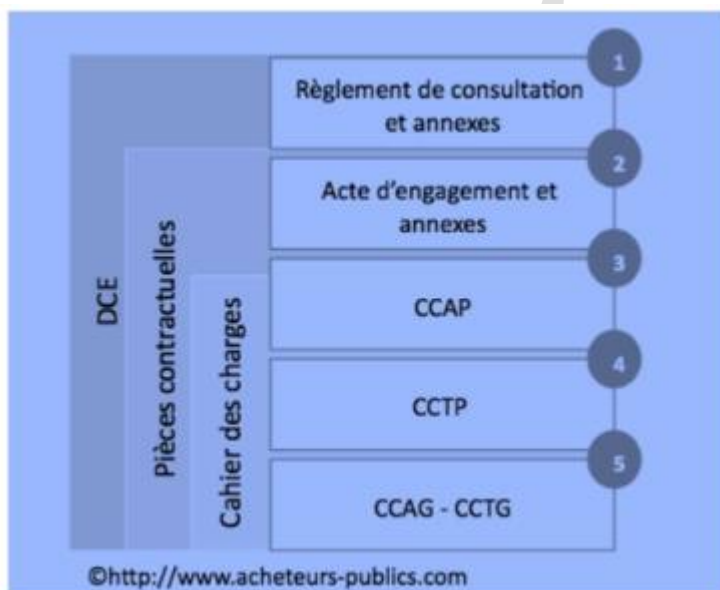 1
Règlement de consultation
et annexes
2
Acte d'engagement et
annexes
3
CCAP
4
CCTP
5
CCAG - CCTG
DCE
Pièces contractuelles
Cahier des charges
©http://www.acheteurs-publics.com